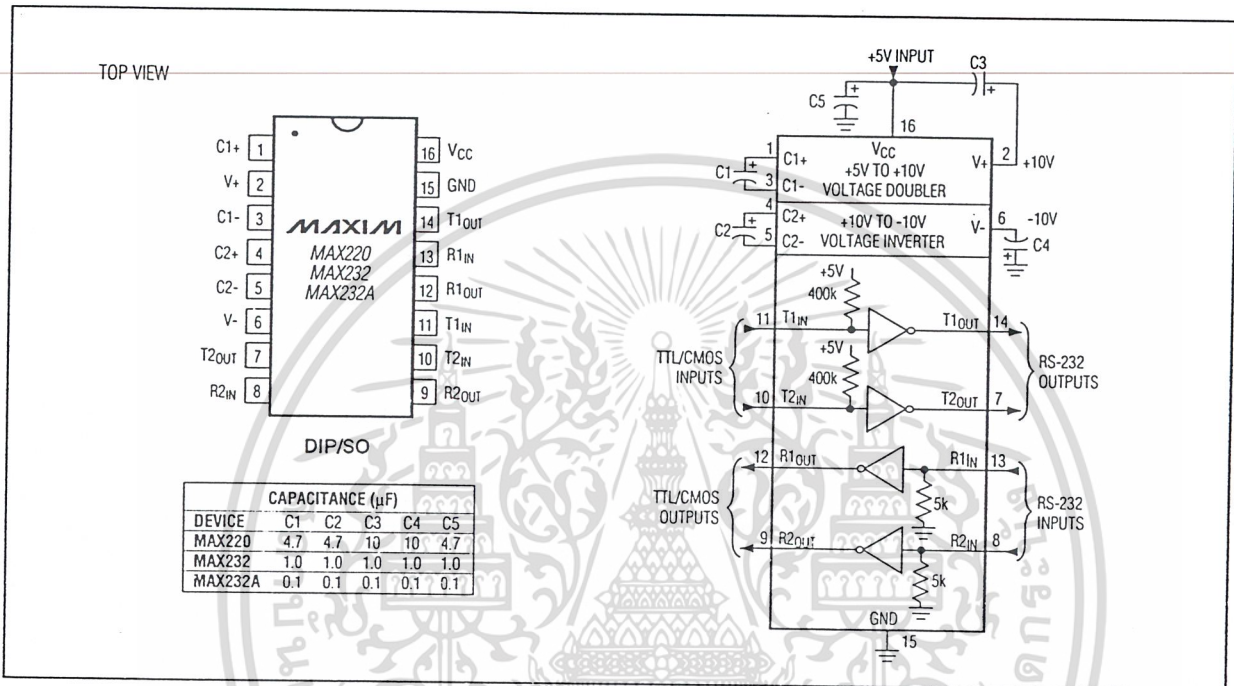 TOP VIEW
C1+ 1
V+ 2
C1- 3
C2+ 4
C2- 5
V- 6
T2OUT 7
R2IN 8
16 VCC
15 GND
14 T1OUT
13 R1IN
12 R1OUT
11 T1IN
10 T2IN
9 R2OUT
MAXIM
MAX220
MAX232
MAX232A
DIP/SO
CAPACITANCE (µF)
DEVICE C1 C2 C3 C4 C5
MAX220 4.7 4.7 10 10 4.7
MAX232 1.0 1.0 1.0 1.0 1.0
MAX232A 0.1 0.1 0.1 0.1 0.1
+5V INPUT
C3
+
C5
+
16
1
C1+
VCC
V+
2
+10V
+5V TO +10V
VOLTAGE DOUBLER
C1
+
3
C1-
4
C2+
+10V TO -10V
VOLTAGE INVERTER
V-
6
-10V
C2
+
5
C2-
C4
+
+5V
400k
11
T1IN
T1OUT
14
TTL/CMOS
INPUTS
+5V
400k
RS-232
OUTPUTS
10
T2IN
T2OUT
7
12
R1OUT
R1IN
13
TTL/CMOS
OUTPUTS
5k
RS-232
INPUTS
9
R2OUT
R2IN
8
5k
GND
15